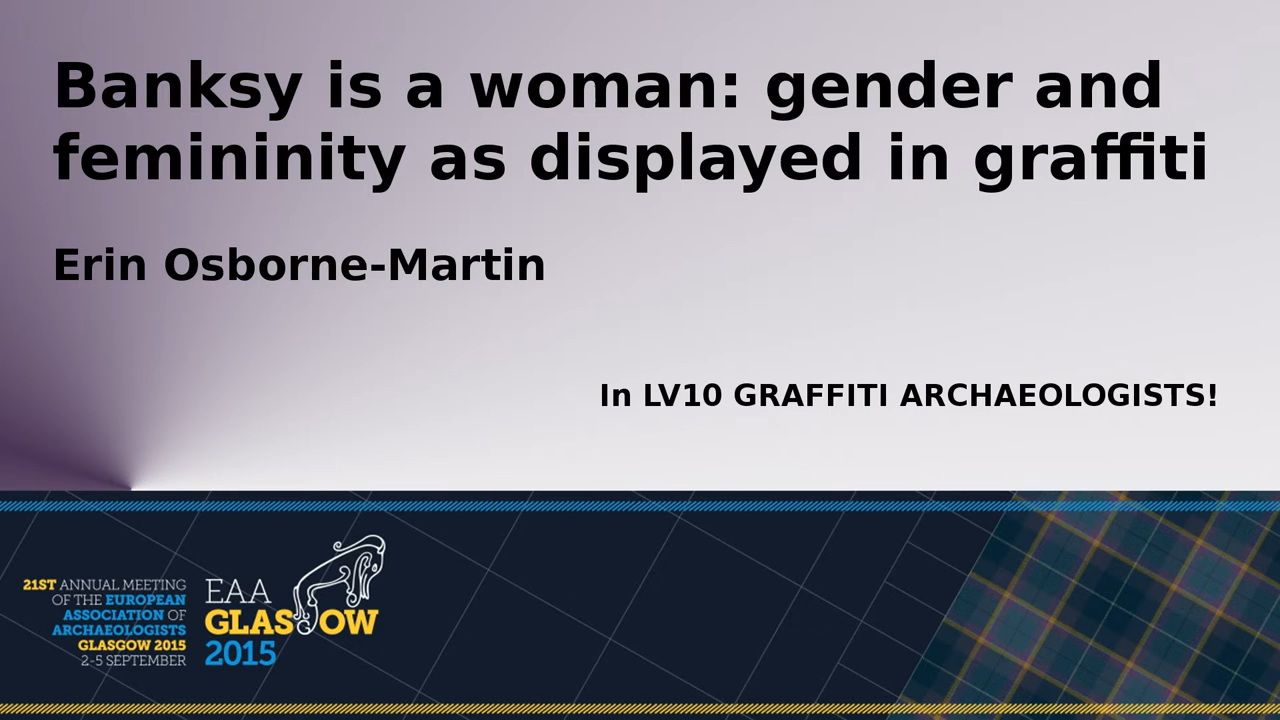 Banksy is a woman: gender and
femininity as displayed in graffiti
Erin Osborne-Martin
In LV10 GRAFFITI ARCHAEOLOGISTS!
21ST ANNUAL MEETING
OF THE EUROPEAN
ASSOCIATION OF
ARCHAEOLOGISTS
GLASGOW 2015
2-5 SEPTEMBER
EAA
GLASGOW
2015